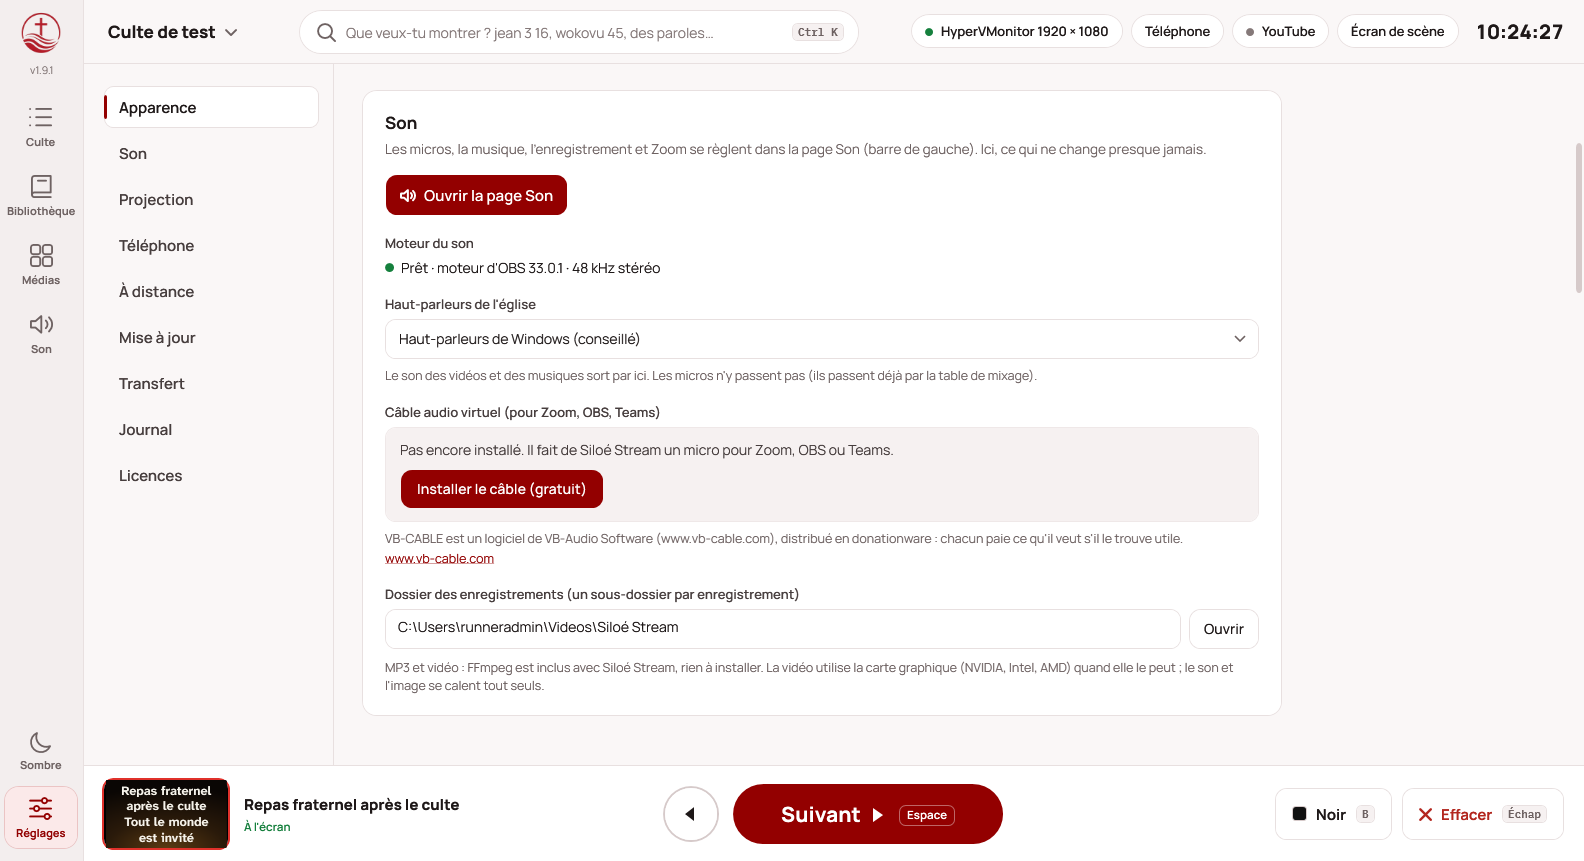 v1.9.1
Culte
Bibliothèque
Médias
Son
Sombre
Réglages
Culte de test
Que veux-tu montrer ? jean 3 16, wokovu 45, des paroles...
Ctrl K
HyperVMonitor 1920 × 1080
Téléphone
YouTube
Écran de scène
10:24:27
Apparence
Son
Projection
Téléphone
À distance
Mise à jour
Transfert
Journal
Licences
Son
Les micros, la musique, l'enregistrement et Zoom se règlent dans la page Son (barre de gauche). Ici, ce qui ne change presque jamais.
Ouvrir la page Son
Moteur du son
Prêt · moteur d'OBS 33.0.1 · 48 kHz stéréo
Haut-parleurs de l'église
Haut-parleurs de Windows (conseillé)
Le son des vidéos et des musiques sort par ici. Les micros n'y passent pas (ils passent déjà par la table de mixage).
Câble audio virtuel (pour Zoom, OBS, Teams)
Pas encore installé. Il fait de Siloé Stream un micro pour Zoom, OBS ou Teams.
Installer le câble (gratuit)
VB-CABLE est un logiciel de VB-Audio Software (www.vb-cable.com), distribué en donationware : chacun paie ce qu'il veut s'il le trouve utile.
www.vb-cable.com
Dossier des enregistrements (un sous-dossier par enregistrement)
C:\Users\runneradmin\Videos\Siloé Stream
Ouvrir
MP3 et vidéo : FFmpeg est inclus avec Siloé Stream, rien à installer. La vidéo utilise la carte graphique (NVIDIA, Intel, AMD) quand elle le peut ; le son et
l'image se calent tout seuls.
Repas fraternel
après le culte
Tout le monde
est invité
Repas fraternel après le culte
À l'écran
Suivant
Espace
Noir
B
Effacer
Échap